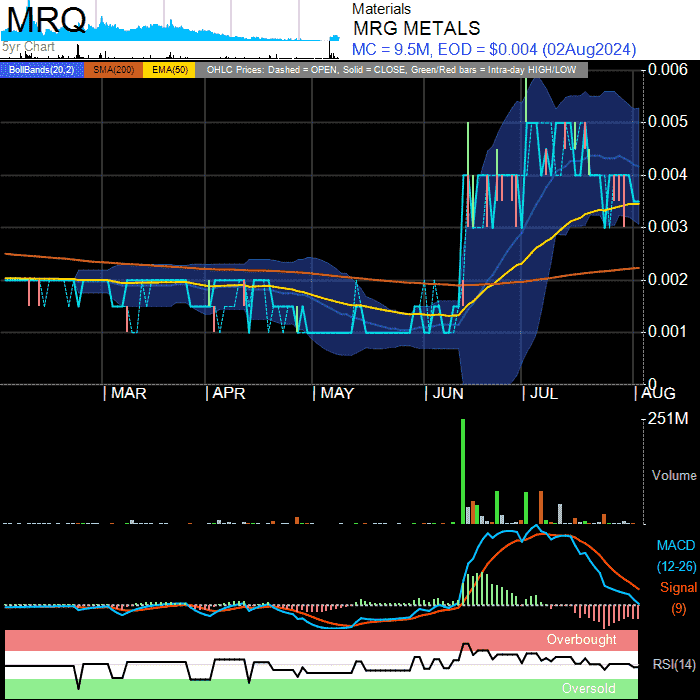 MRQ
5yr Chart
Materials
MRG METALS
MC = 9.5M, EOD = $0.004 (02Aug2024)
BollBands(20,2) SMA(200) EMA(50) OHLC Prices: Dashed = OPEN, Solid = CLOSE, Green/Red bars = Intra-day HIGH/LOW
0.006
0.005
0.004
0.003
0.002
0.001
0
| MAR | APR | MAY | JUN | JUL | AUG
251M
Volume
MACD
(12-26)
Signal
(9)
Overbought
RSI(14)
Oversold